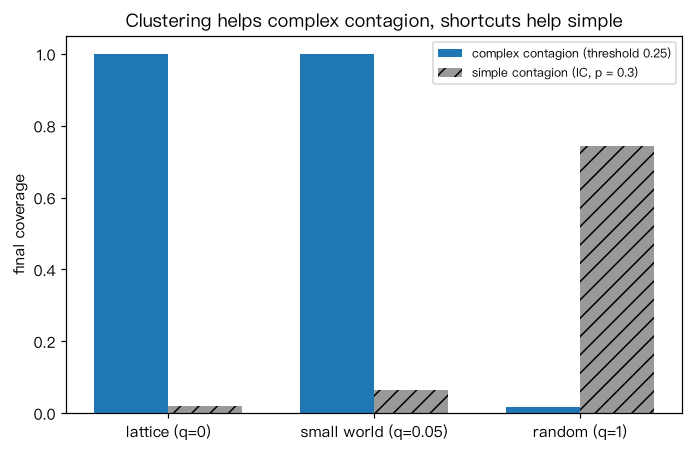 Clustering helps complex contagion, shortcuts help simple
complex contagion (threshold 0.25)
simple contagion (IC, p = 0.3)
final coverage
1.0
0.8
0.6
0.4
0.2
0.0
lattice (q=0)
small world (q=0.05)
random (q=1)